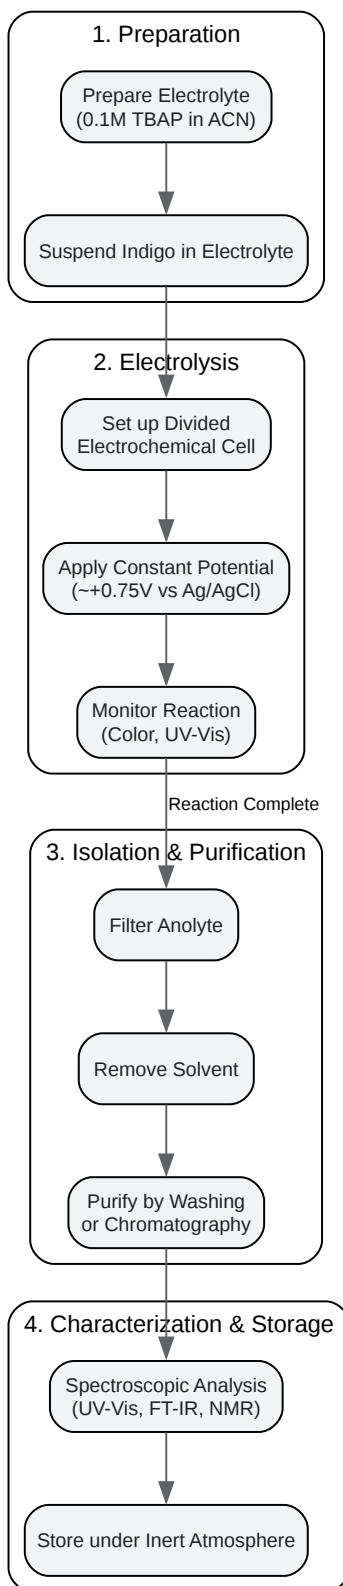 1. Preparation
Prepare Electrolyte
(0.1M TBAP in ACN)
Suspend Indigo in Electrolyte
2. Electrolysis
Set up Divided
Electrochemical Cell
Apply Constant Potential
(~+0.75V vs Ag/AgCl)
Monitor Reaction
(Color, UV-Vis)
Reaction Complete
3. Isolation & Purification
Filter Anolyte
Remove Solvent
Purify by Washing
or Chromatography
4. Characterization & Storage
Spectroscopic Analysis
(UV-Vis, FT-IR, NMR)
Store under Inert Atmosphere